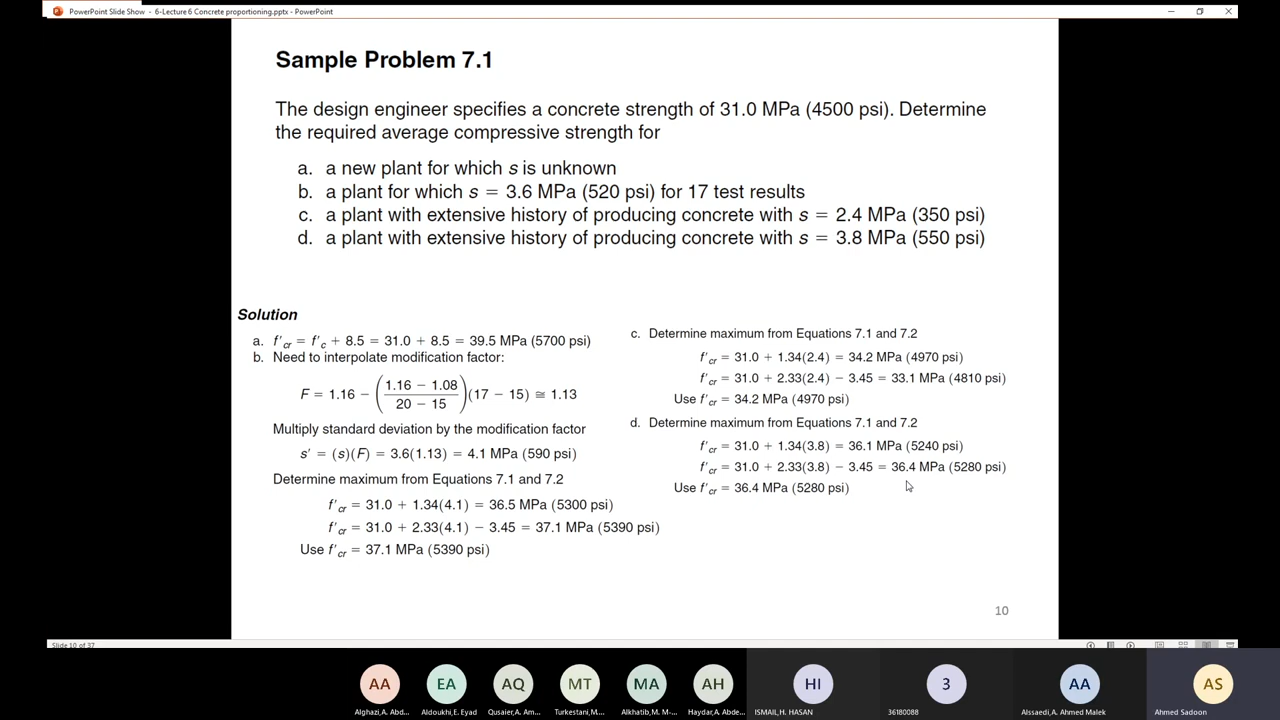 PowerPoint Slide Show - 6-Lecture 6 Concrete proportioning.pptx - PowerPoint
Sample Problem 7.1
The design engineer specifies a concrete strength of 31.0 MPa (4500 psi). Determine
the required average compressive strength for
a. a new plant for which s is unknown
b. a plant for which s = 3.6 MPa (520 psi) for 17 test results
c. a plant with extensive history of producing concrete with s = 2.4 MPa (350 psi)
d. a plant with extensive history of producing concrete with s = 3.8 MPa (550 psi)
Solution
a. f'cr = f'c + 8.5 = 31.0 + 8.5 = 39.5 MPa (5700 psi)
b. Need to interpolate modification factor:
F = 1.16 − (1.16 − 1.08 / 20 − 15)(17 − 15) ≅ 1.13
Multiply standard deviation by the modification factor
s' = (s)(F) = 3.6(1.13) = 4.1 MPa (590 psi)
Determine maximum from Equations 7.1 and 7.2
f'cr = 31.0 + 1.34(4.1) = 36.5 MPa (5300 psi)
f'cr = 31.0 + 2.33(4.1) − 3.45 = 37.1 MPa (5390 psi)
Use f'cr = 37.1 MPa (5390 psi)
c. Determine maximum from Equations 7.1 and 7.2
f'cr = 31.0 + 1.34(2.4) = 34.2 MPa (4970 psi)
f'cr = 31.0 + 2.33(2.4) − 3.45 = 33.1 MPa (4810 psi)
Use f'cr = 34.2 MPa (4970 psi)
d. Determine maximum from Equations 7.1 and 7.2
f'cr = 31.0 + 1.34(3.8) = 36.1 MPa (5240 psi)
f'cr = 31.0 + 2.33(3.8) − 3.45 = 36.4 MPa (5280 psi)
Use f'cr = 36.4 MPa (5280 psi)
10
Slide 10 of 37
AA EA AQ MT MA AH HI 3 AA AS
Alghazi,A. Abd... Aldoukhi,E. Eyad Qusaier,A. Am... Turkestani,M.... Alkhatib,M. M-... Haydar,A. Abde... ISMAIL,H. HASAN 36180088 Alssaedi,A. Ahmed Malek Ahmed Sadoon